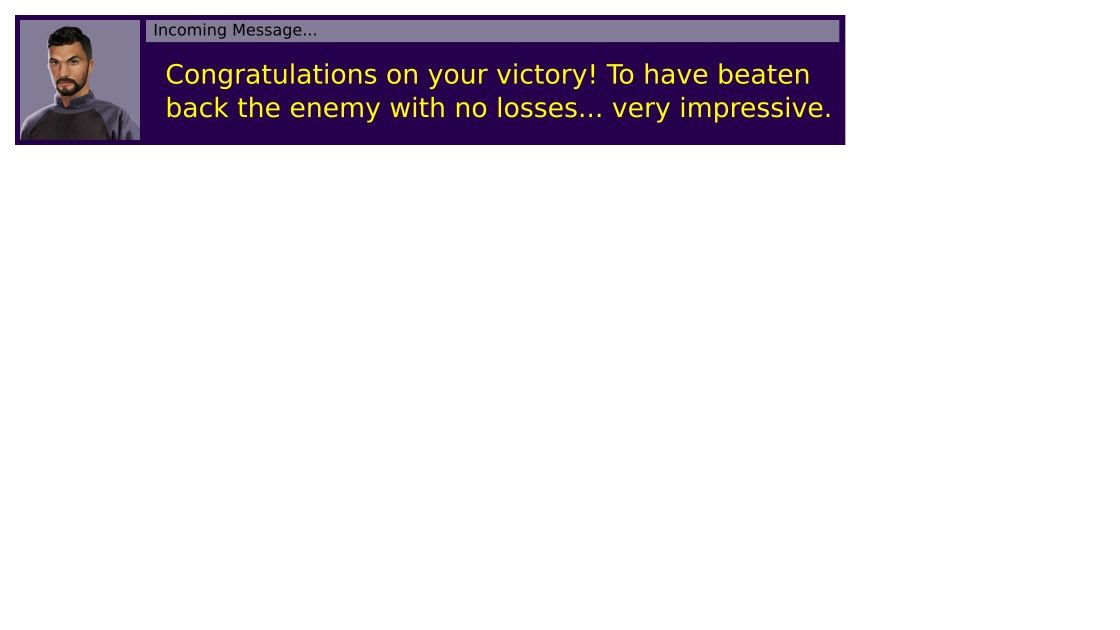 Incoming Message...
Congratulations on your victory! To have beaten
back the enemy with no losses... very impressive.